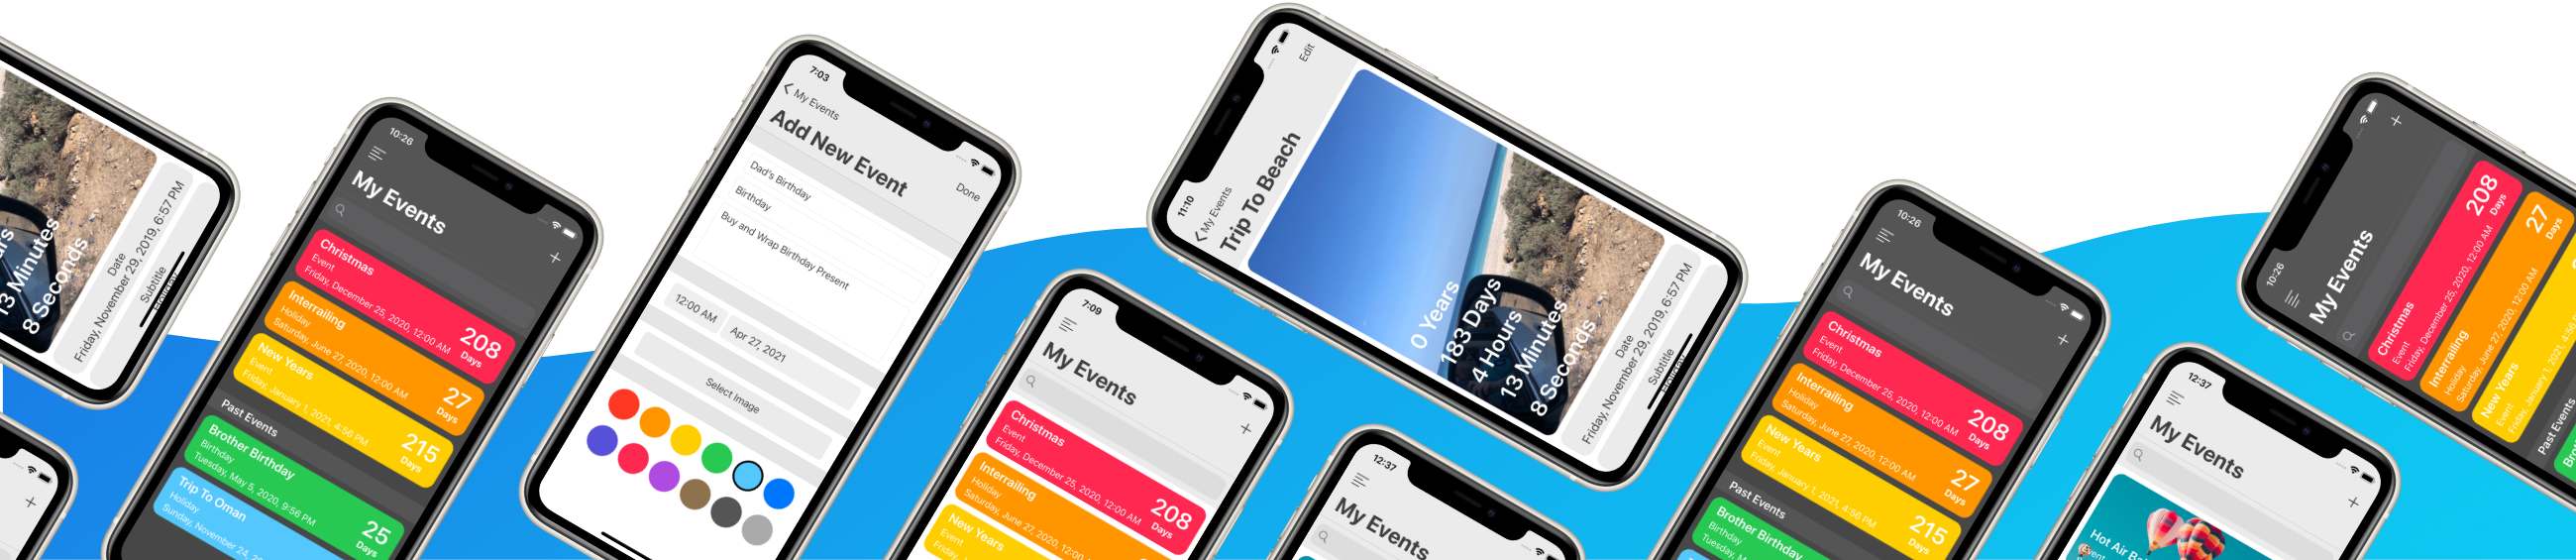 13 Minutes
8 Seconds
Date
Friday, November 29, 2019, 6:57 PM
Subtitle
10:26
My Events
Christmas
Event
Friday, December 25, 2020, 12:00 AM
208
Days
Interrailing
Holiday
Saturday, June 27, 2020, 12:00 AM
27
Days
New Years
Event
Friday, January 1, 2021, 4:56 PM
215
Days
Past Events
Brother Birthday
Birthday
Tuesday, May 5, 2020, 9:56 PM
25
Days
Trip To Oman
Holiday
Sunday, November 24,
7:03
My Events
Add New Event
Done
Dad's Birthday
Birthday
Buy and Wrap Birthday Present
12:00 AM
Apr 27, 2021
Select Image
7:09
My Events
Christmas
Event
Friday, December 25, 2020, 12:00 AM
208
Days
Interrailing
Holiday
Saturday, June 27, 2020, 12:00
New Years
Event
Friday, January
11:10
My Events
Edit
Trip To Beach
0 Years
183 Days
4 Hours
13 Minutes
8 Seconds
Date
Friday, November 29, 2019, 6:57 PM
Subtitle
12:37
My Events
10:26
My Events
Christmas
Event
Friday, December 25, 2020, 12:00 AM
208
Days
Interrailing
Holiday
Saturday, June 27, 2020, 12:00 AM
27
Days
New Years
Event
Friday, January 1, 2021, 4:56 PM
215
Days
Past Events
Brother Birthday
Birthday
Tuesday,
12:37
My Events
Hot Air
Event
10:26
My Events
Christmas
Event
Friday, December 25, 2020, 12:00 AM
208
Days
Interrailing
Holiday
Saturday, June 27, 2020, 12:00 AM
27
Days
New Years
Event
Friday, January 1, 2021,
Past Events